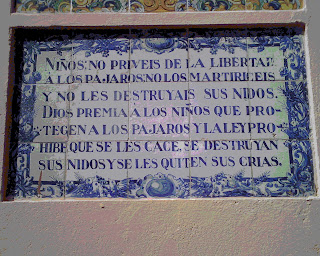 NIÑOS: NO PRIVEIS DE LA LIBERTAD
A LOS PAJAROS: NO LOS MARTIRICEIS
Y NO LES DESTRUYAIS SUS NIDOS.
DIOS PREMIA A LOS NIÑOS QUE PRO-
TEGEN A LOS PAJAROS Y LA LEY PRO-
HIBE QUE SE LES CACE, SE DESTRUYAN
SUS NIDOS Y SE LES QUITEN SUS CRIAS.